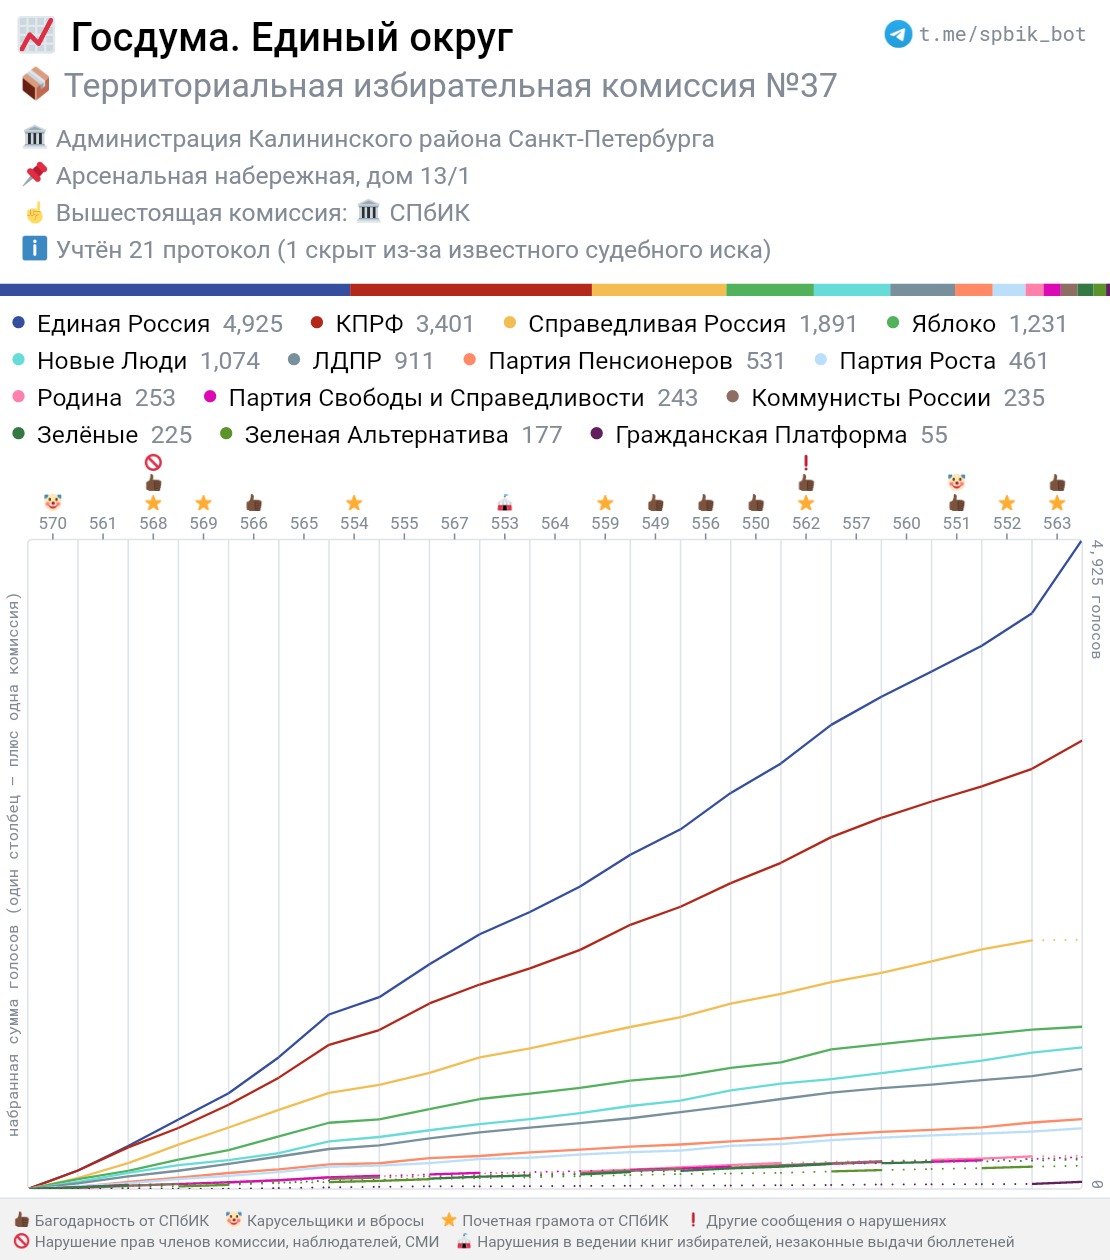 Госдума. Единый округ
t.me/spbik_bot
Территориальная избирательная комиссия №37
Администрация Калининского района Санкт-Петербурга
Арсенальная набережная, дом 13/1
Вышестоящая комиссия: СПбИК
Учтён 21 протокол (1 скрыт из-за известного судебного иска)
Единая Россия 4,925 КПРФ 3,401 Справедливая Россия 1,891 Яблоко 1,231
Новые Люди 1,074 ЛДПР 911 Партия Пенсионеров 531 Партия Роста 461
Родина 253 Партия Свободы и Справедливости 243 Коммунисты России 235
Зелёные 225 Зеленая Альтернатива 177 Гражданская Платформа 55
570 561 568 569 566 565 554 555 567 553 564 559 549 556 550 562 557 560 551 552 563
набранная сумма голосов (один столбец — плюс одна комиссия)
4,925 голосов
0
Багодарность от СПбИК Карусельщики и вбросы Почетная грамота от СПбИК Другие сообщения о нарушениях
Нарушение прав членов комиссии, наблюдателей, СМИ Нарушения в ведении книг избирателей, незаконные выдачи бюллетеней